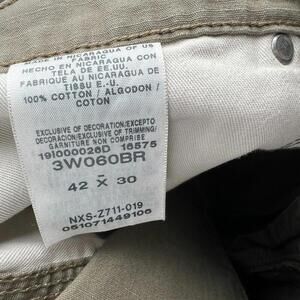 MADE IN NICARAGUA OF US
FABRIC
HECHO EN NICARAGUA CON
TELA DE EE.UU.
FABRIQUE AU NICARAGUA DE
TISSU E.-U.
100% COTTON / ALGODON /
COTON
EXCLUSIVE OF DECORATION/EXCEPTO
DECORACION/EXCLUSIVE OF TRIMMING/
GARNITURE NON COMPRISE
19I000026D 16575
3W060BR
-
42 X 30
NXS-Z711-019
051071449106